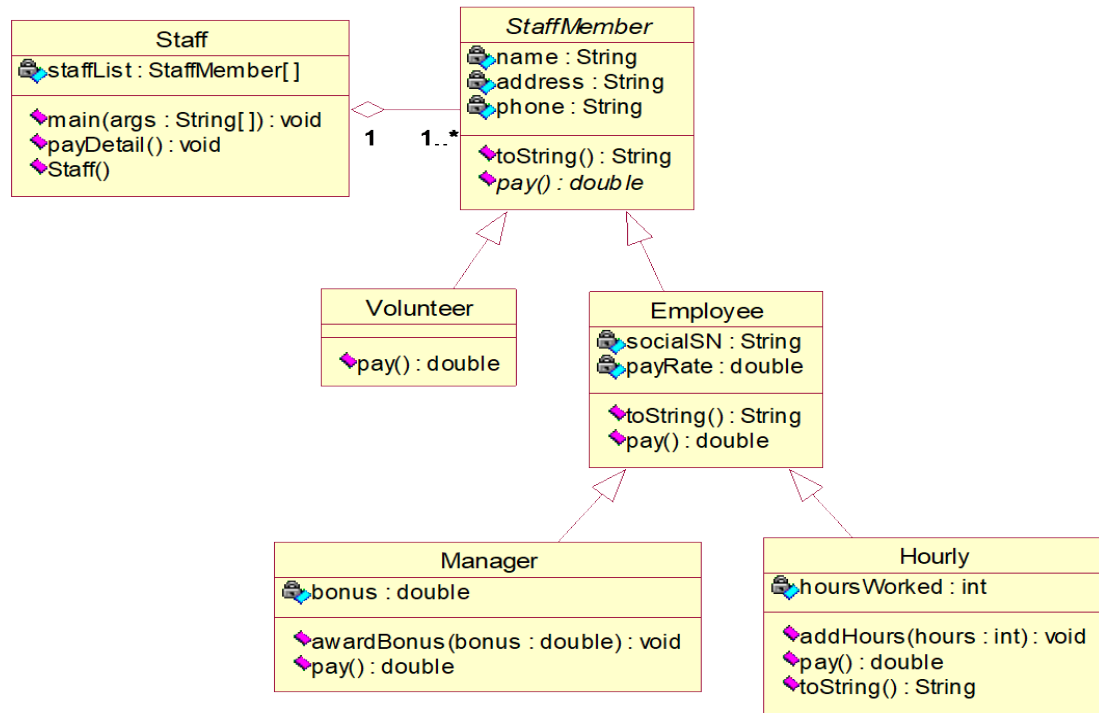 Staff
staffList : StaffMember[ ]
main(args : String[ ]) : void
payDetail() : void
Staff()
1
1..*
StaffMember
name : String
address : String
phone : String
toString() : String
pay() : double
Volunteer
pay() : double
Employee
socialSN : String
payRate : double
toString() : String
pay() : double
Manager
bonus : double
awardBonus(bonus : double) : void
pay() : double
Hourly
hoursWorked : int
addHours(hours : int) : void
pay() : double
toString() : String